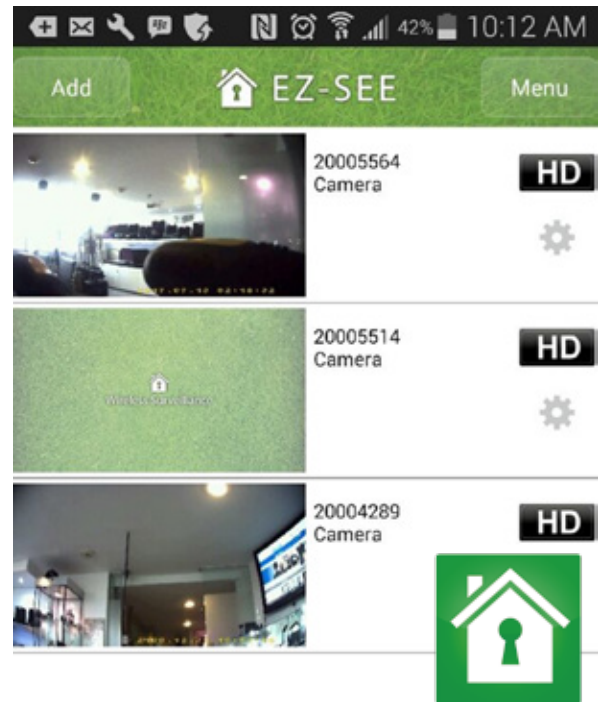 42% 10:12 AM
Add EZ-SEE Menu
20005564
Camera
HD
20005514
Camera
HD
Wireless Surveillance
20004289
Camera
HD